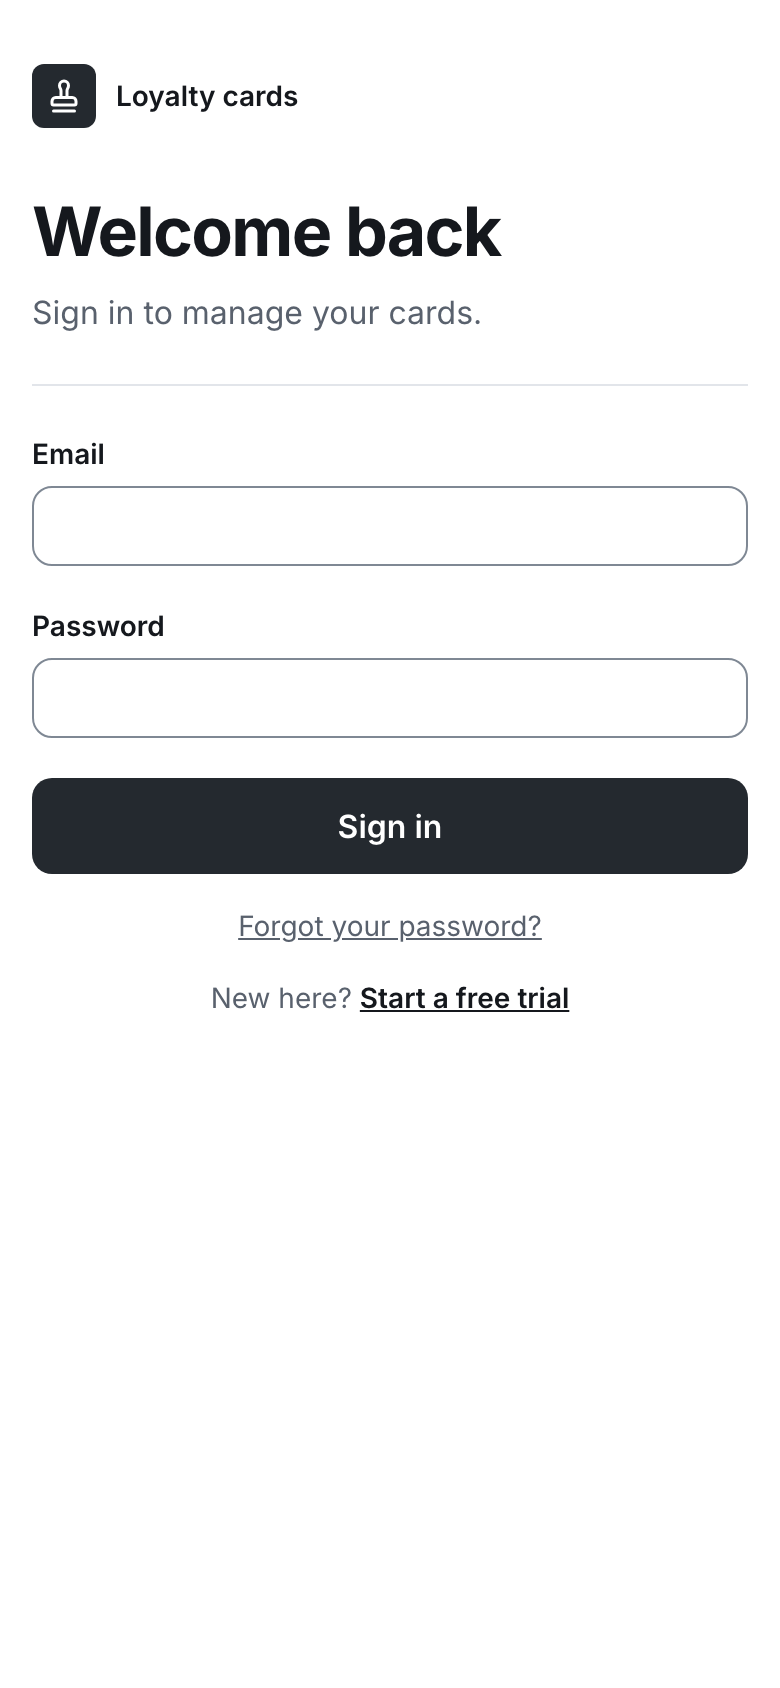 Loyalty cards
Welcome back
Sign in to manage your cards.
Email
Password
Sign in
Forgot your password?
New here? Start a free trial